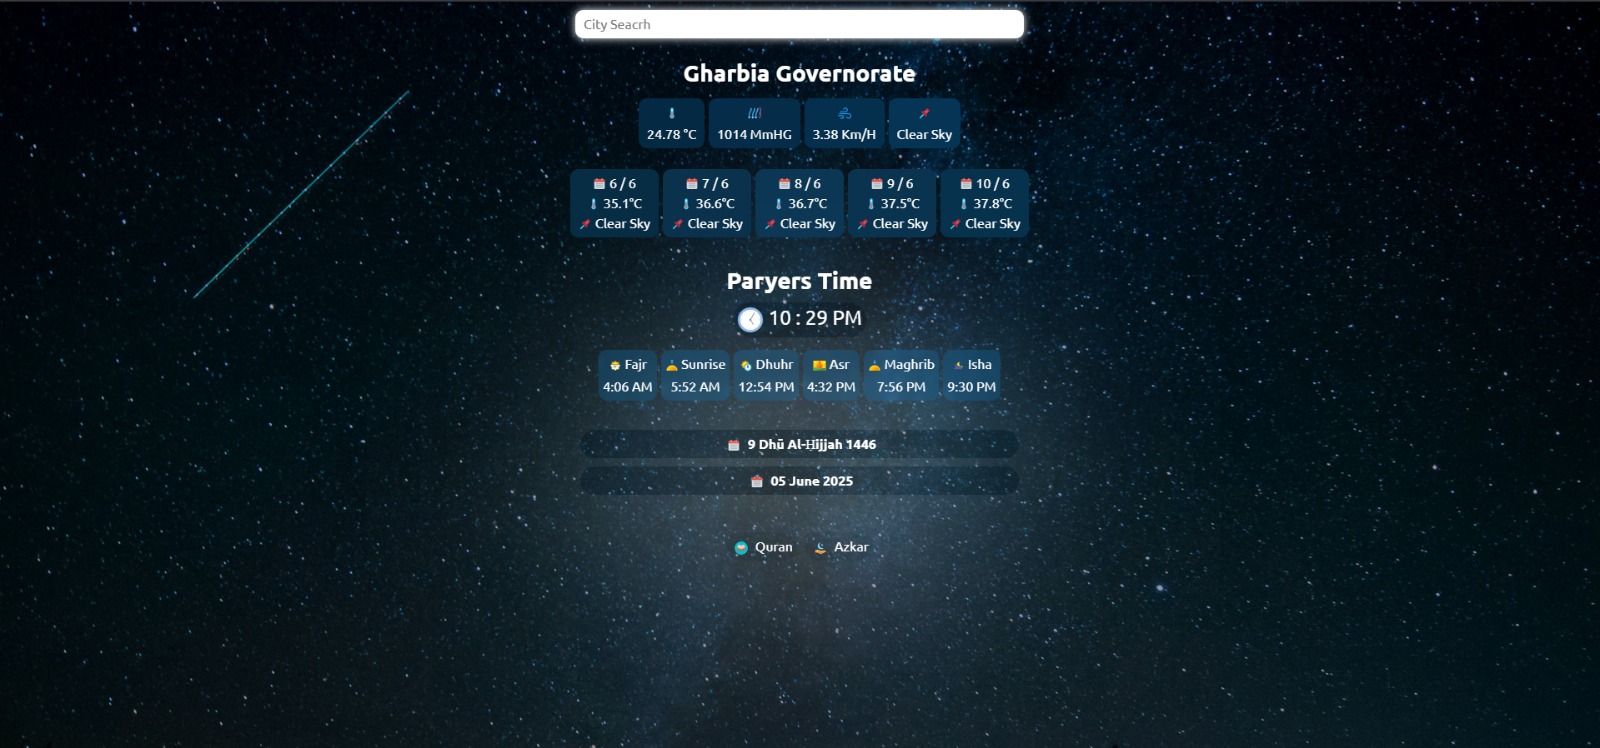 City Seacrh
Gharbia Governorate
24.78 °C
1014 MmHG
3.38 Km/H
Clear Sky
6 / 6
35.1°C
Clear Sky
7 / 6
36.6°C
Clear Sky
8 / 6
36.7°C
Clear Sky
9 / 6
37.5°C
Clear Sky
10 / 6
37.8°C
Clear Sky
Paryers Time
10 : 29 PM
Fajr
4:06 AM
Sunrise
5:52 AM
Dhuhr
12:54 PM
Asr
4:32 PM
Maghrib
7:56 PM
Isha
9:30 PM
9 Dhū Al-Ḥijjah 1446
05 June 2025
Quran
Azkar